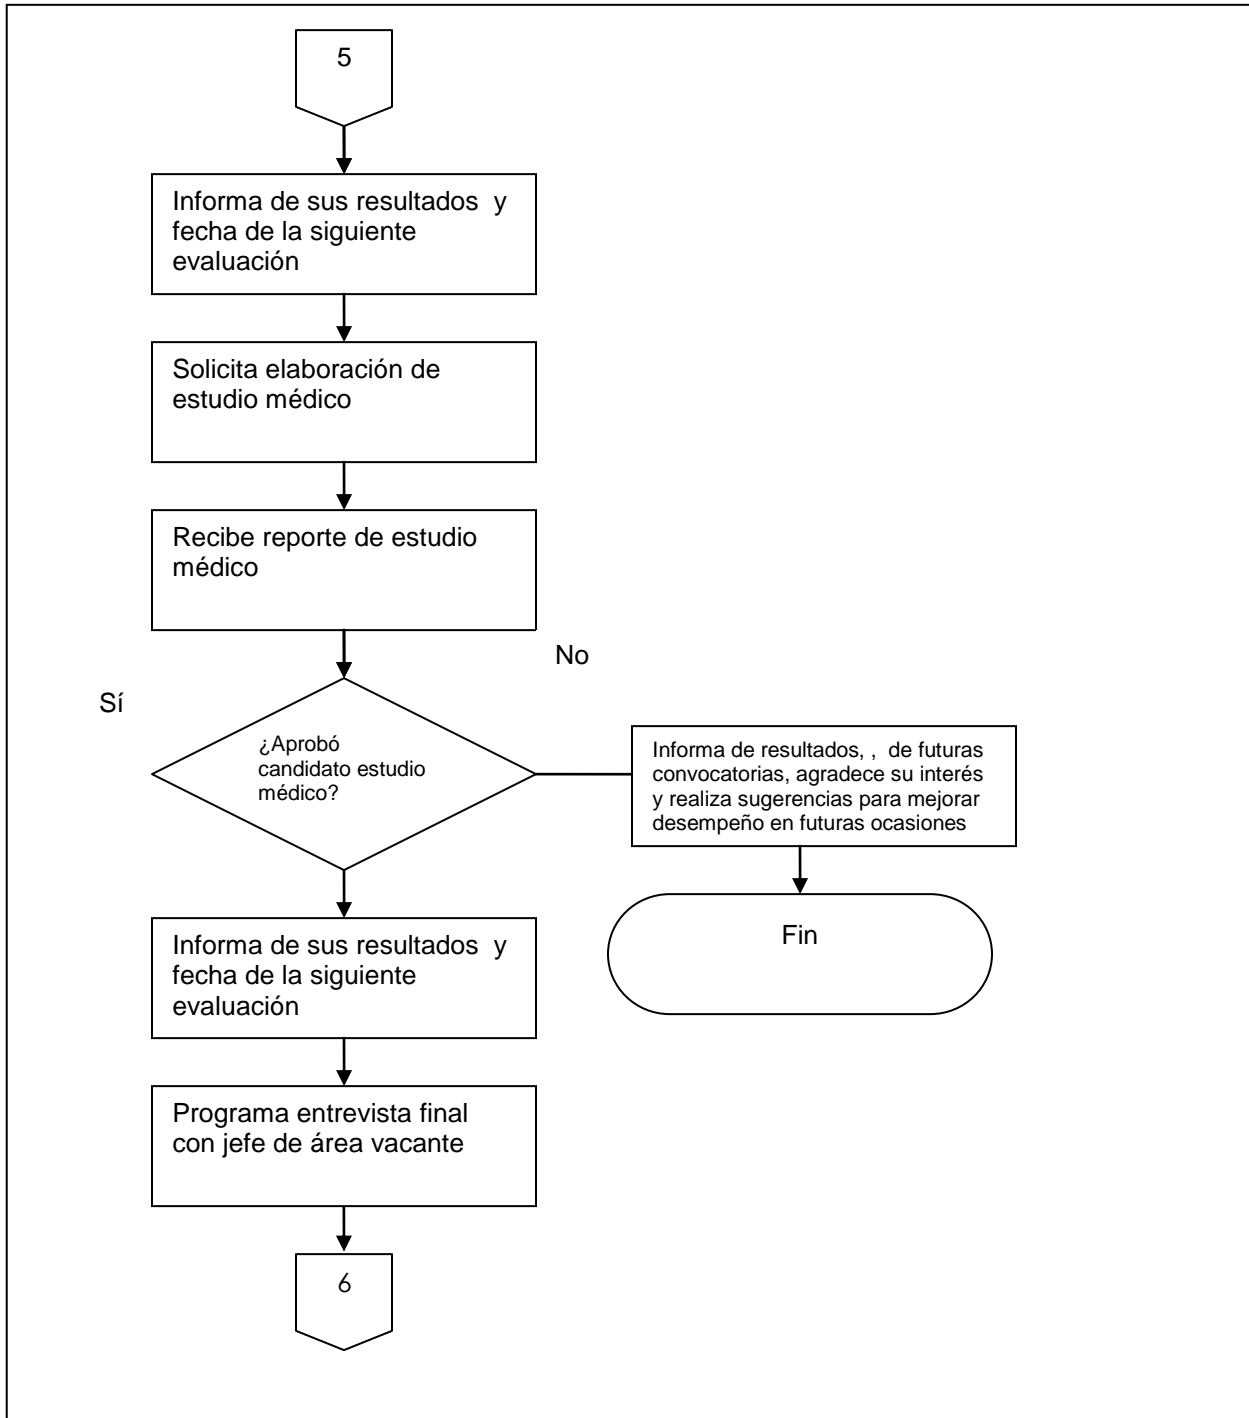 5
Informa de sus resultados  y
fecha de la siguiente
evaluación
Solicita elaboración de
estudio médico
Recibe reporte de estudio
médico
No
Sí
¿Aprobó
candidato estudio
médico?
Informa de resultados, ,  de futuras
convocatorias, agradece su interés
y realiza sugerencias para mejorar
desempeño en futuras ocasiones
Fin
Informa de sus resultados  y
fecha de la siguiente
evaluación
Programa entrevista final
con jefe de área vacante
6